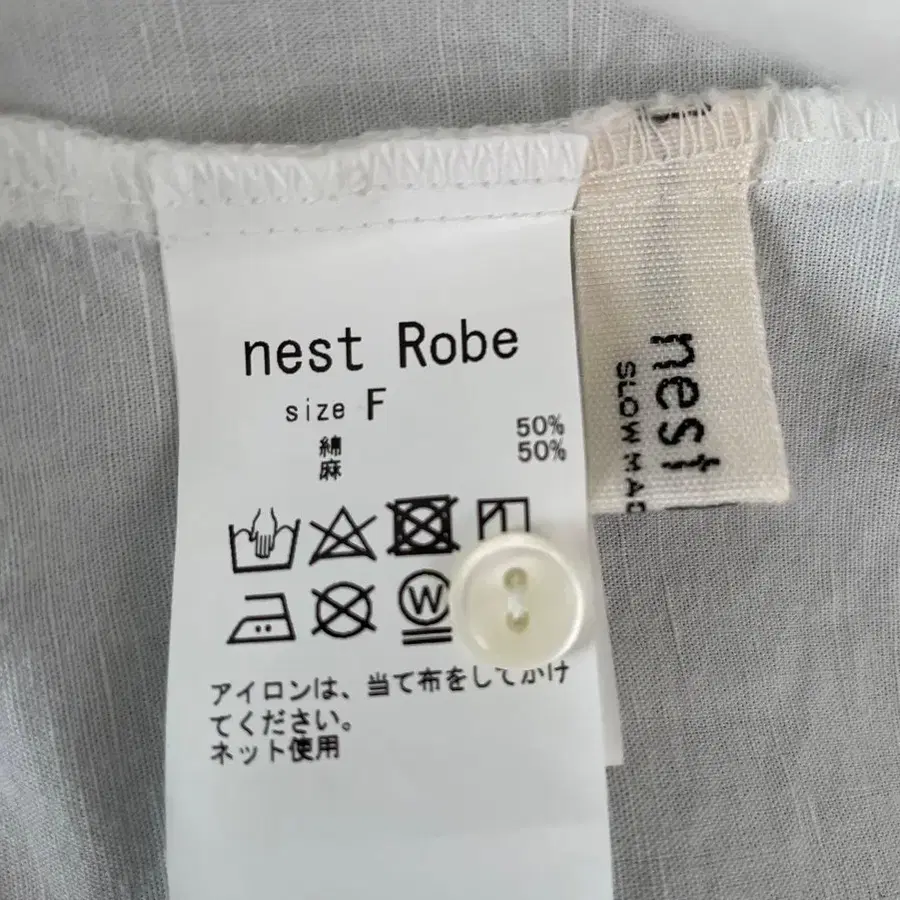 nest Robe
size F
綿 50%
麻 50%
W
アイロンは、当て布をしてかけ
てください。
ネット使用
nest
SLOW MAD